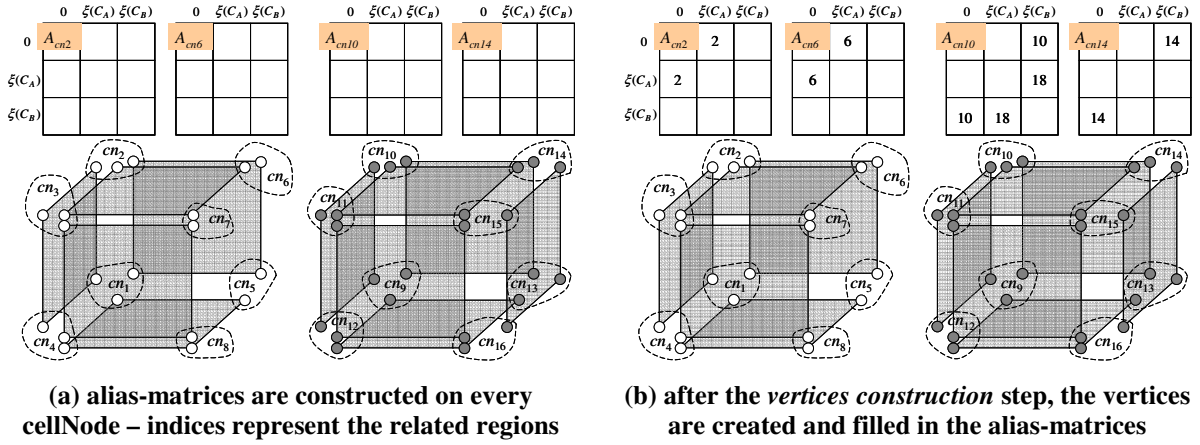 0 ξ(C_A) ξ(C_B) 0 ξ(C_A) ξ(C_B) 0 ξ(C_A) ξ(C_B) 0 ξ(C_A) ξ(C_B)
0 A_cn2 A_cn6 A_cn10 A_cn14
ξ(C_A)
ξ(C_B)
cn_2 cn_10 cn_14
cn_3 cn_6 cn_11
cn_7 cn_15
cn_1 cn_5 cn_9 cn_13
cn_4 cn_8 cn_12 cn_16
(a) alias-matrices are constructed on every
cellNode – indices represent the related regions
0 ξ(C_A) ξ(C_B) 0 ξ(C_A) ξ(C_B) 0 ξ(C_A) ξ(C_B) 0 ξ(C_A) ξ(C_B)
0 A_cn2 2 A_cn6 6 A_cn10 10 A_cn14 14
ξ(C_A) 2 6 18
ξ(C_B) 10 18 14
cn_2 cn_10 cn_14
cn_3 cn_6 cn_11
cn_7 cn_15
cn_1 cn_5 cn_9 cn_13
cn_4 cn_8 cn_12 cn_16
(b) after the vertices construction step, the vertices
are created and filled in the alias-matrices